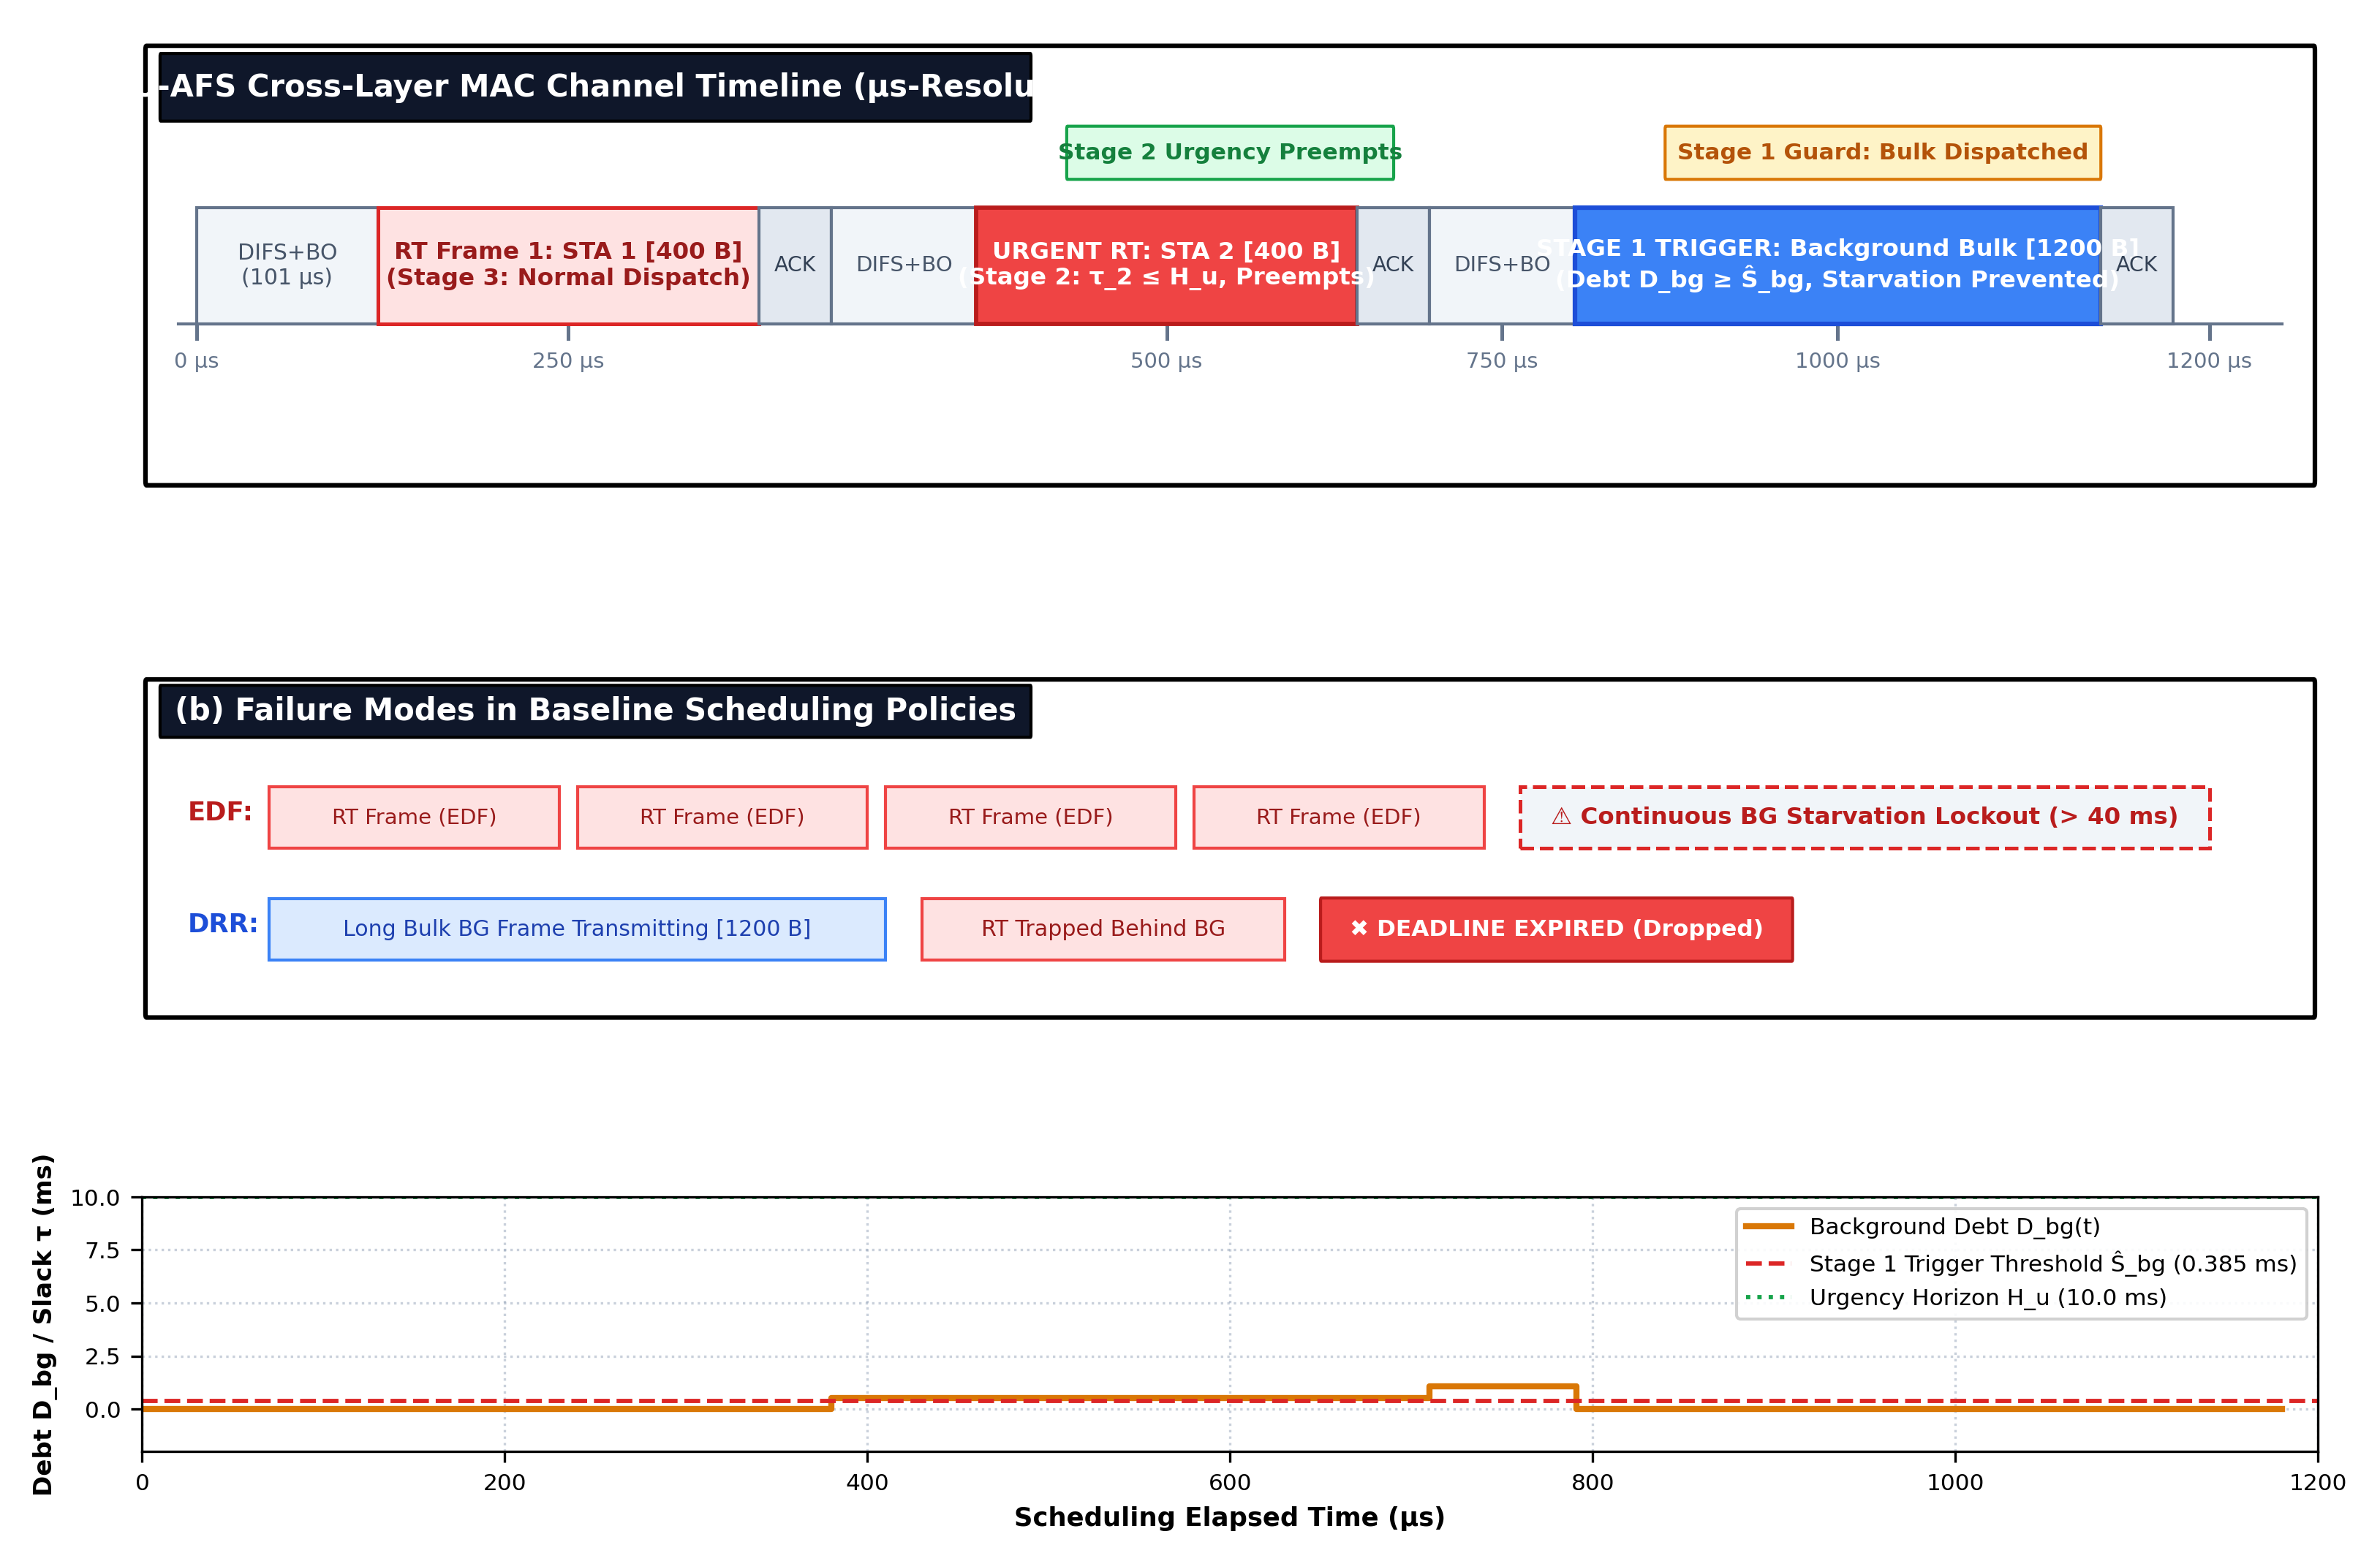 U-AFS Cross-Layer MAC Channel Timeline (µs-Resolu
Stage 2 Urgency Preempts
Stage 1 Guard: Bulk Dispatched
DIFS+BO
(101 µs)
RT Frame 1: STA 1 [400 B]
(Stage 3: Normal Dispatch)
ACK
DIFS+BO
URGENT RT: STA 2 [400 B]
(Stage 2: τ_2 ≤ H_u, Preempts)
ACK
DIFS+BO
STAGE 1 TRIGGER: Background Bulk [1200 B]
(Debt D_bg ≥ Ŝ_bg, Starvation Prevented)
ACK
0 µs
250 µs
500 µs
750 µs
1000 µs
1200 µs
(b) Failure Modes in Baseline Scheduling Policies
EDF:
RT Frame (EDF)
RT Frame (EDF)
RT Frame (EDF)
RT Frame (EDF)
⚠ Continuous BG Starvation Lockout (> 40 ms)
DRR:
Long Bulk BG Frame Transmitting [1200 B]
RT Trapped Behind BG
✖ DEADLINE EXPIRED (Dropped)
Debt D_bg / Slack τ (ms)
10.0
7.5
5.0
2.5
0.0
Background Debt D_bg(t)
Stage 1 Trigger Threshold Ŝ_bg (0.385 ms)
Urgency Horizon H_u (10.0 ms)
0
200
400
600
800
1000
1200
Scheduling Elapsed Time (µs)